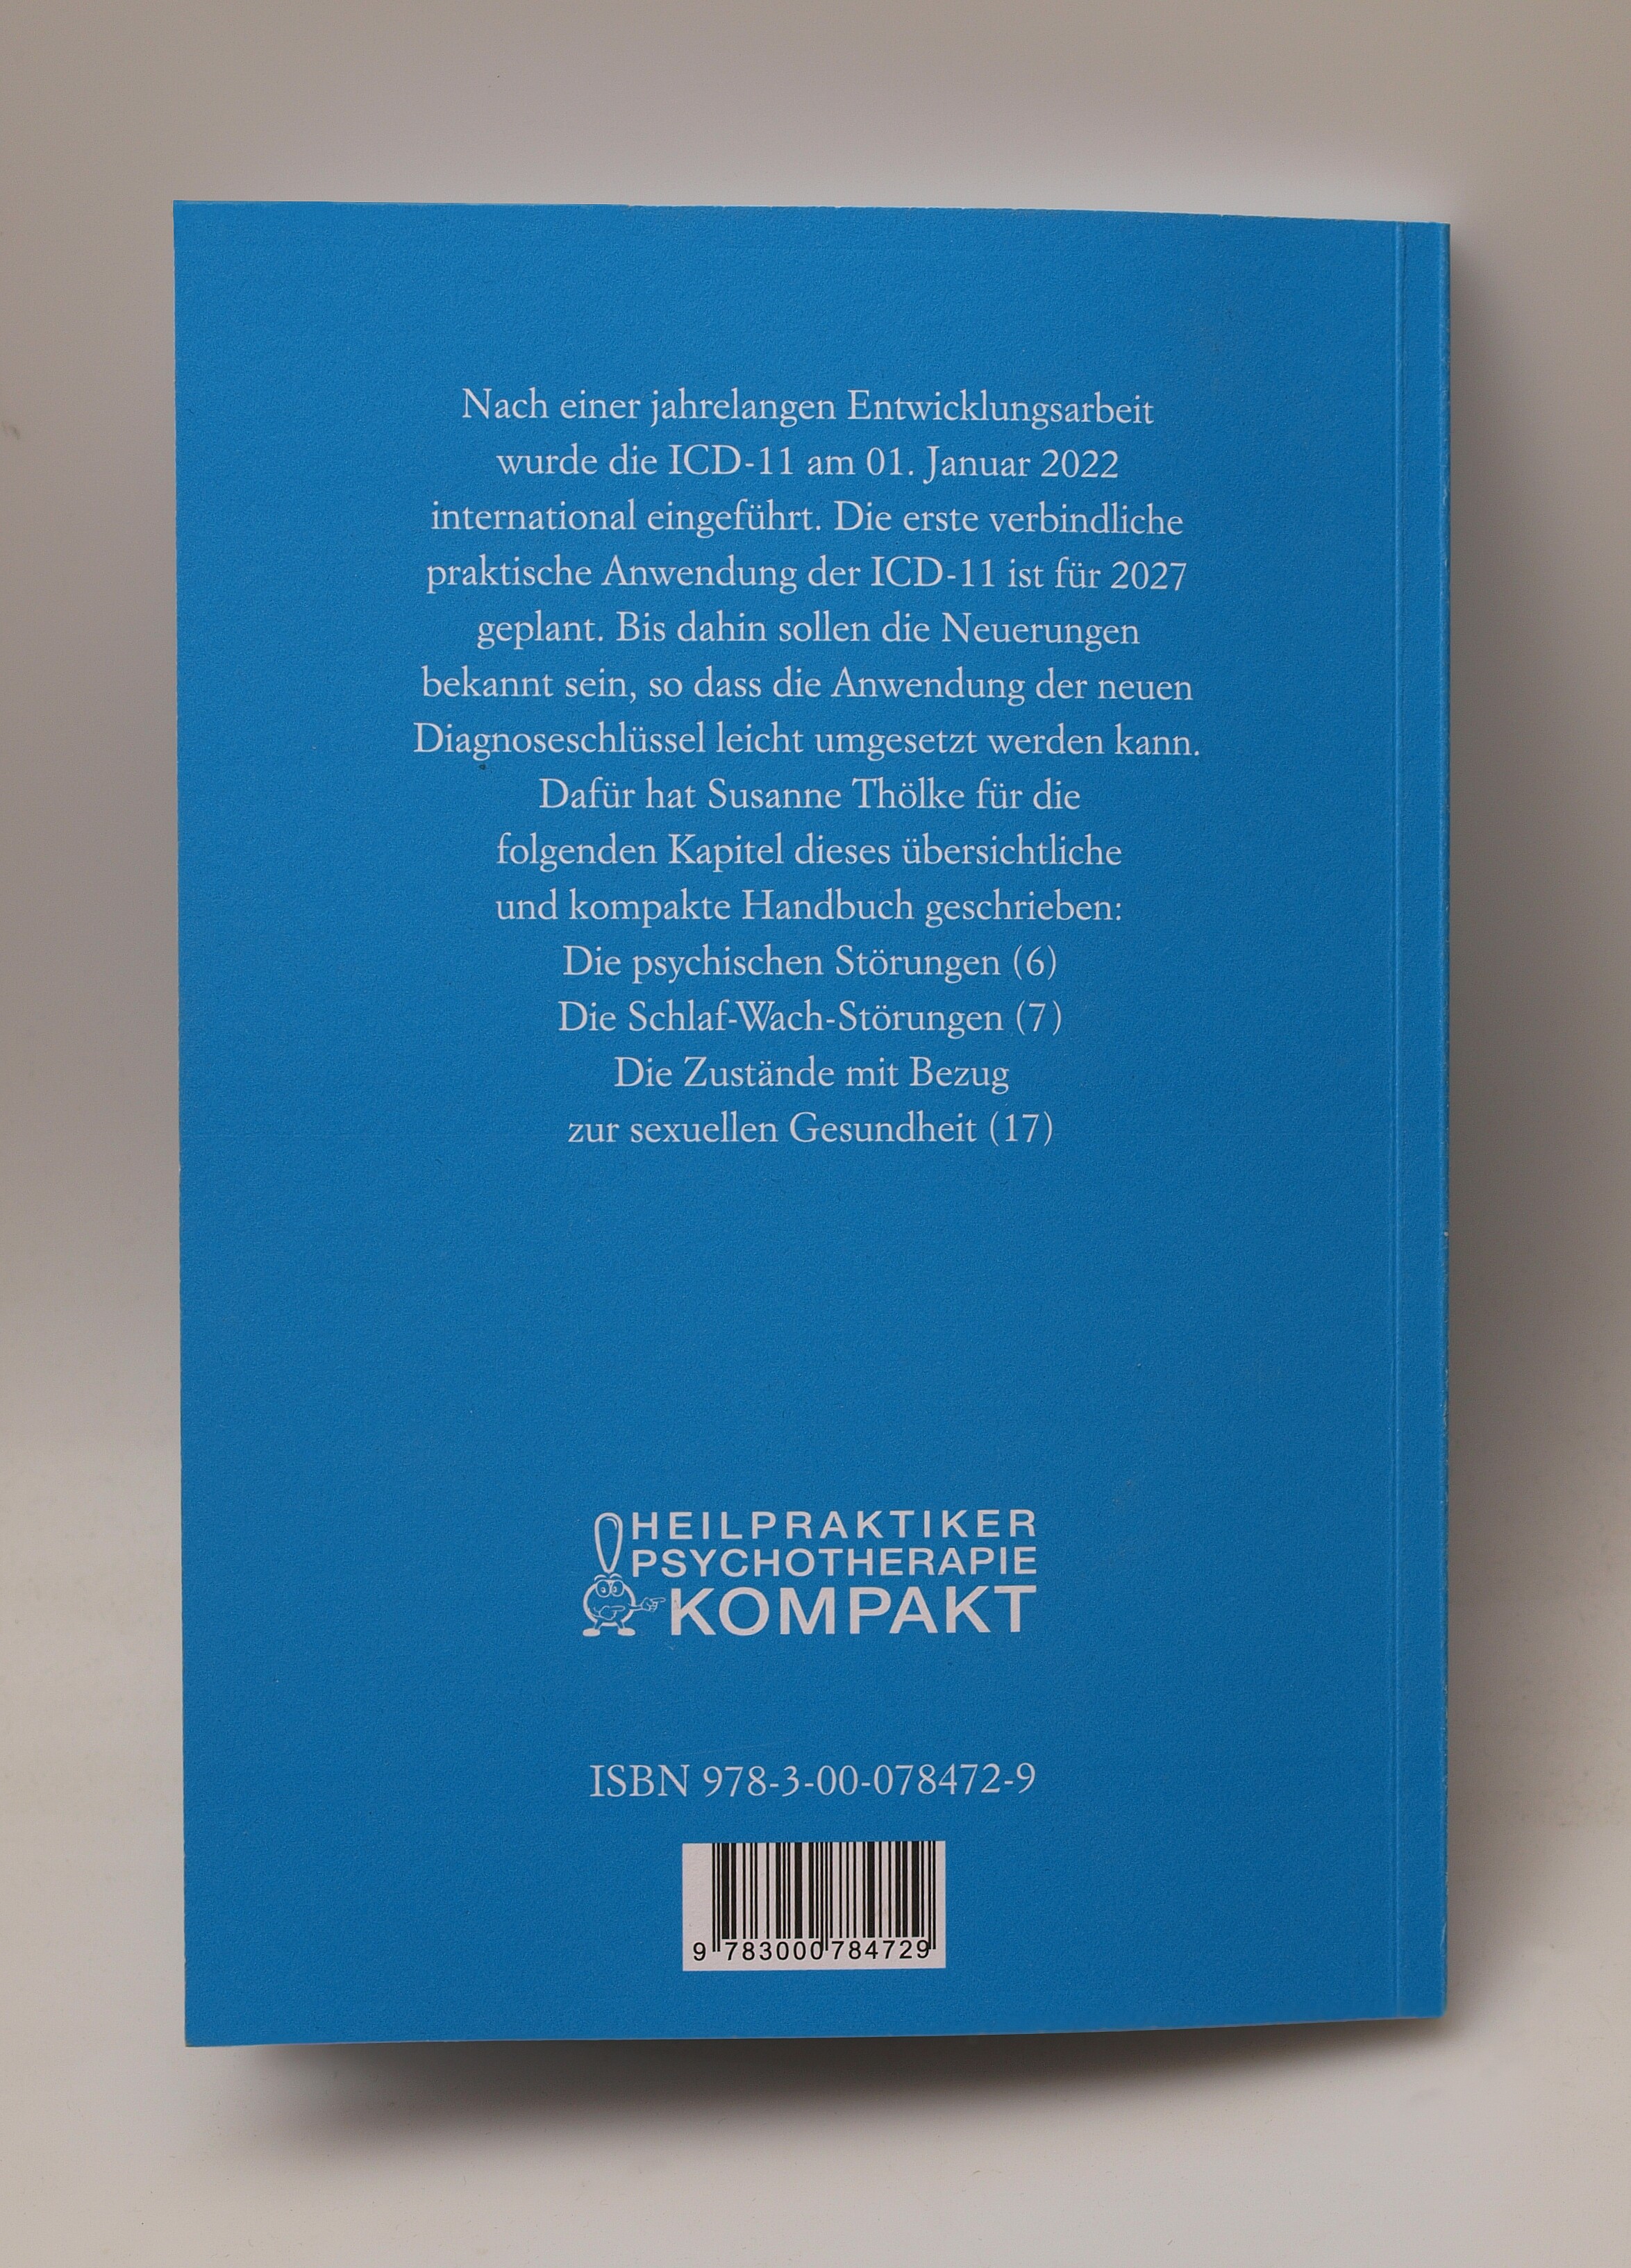 Nach einer jahrelangen Entwicklungsarbeit
wurde die ICD-11 am 01. Januar 2022
international eingeführt. Die erste verbindliche
praktische Anwendung der ICD-11 ist für 2027
geplant. Bis dahin sollen die Neuerungen
bekannt sein, so dass die Anwendung der neuen
Diagnoseschlüssel leicht umgesetzt werden kann.
Dafür hat Susanne Thölke für die
folgenden Kapitel dieses übersichtliche
und kompakte Handbuch geschrieben:
Die psychischen Störungen (6)
Die Schlaf-Wach-Störungen (7)
Die Zustände mit Bezug
zur sexuellen Gesundheit (17)
HEILPRAKTIKER
PSYCHOTHERAPIE
KOMPAKT
ISBN 978-3-00-078472-9
9 783000 784729